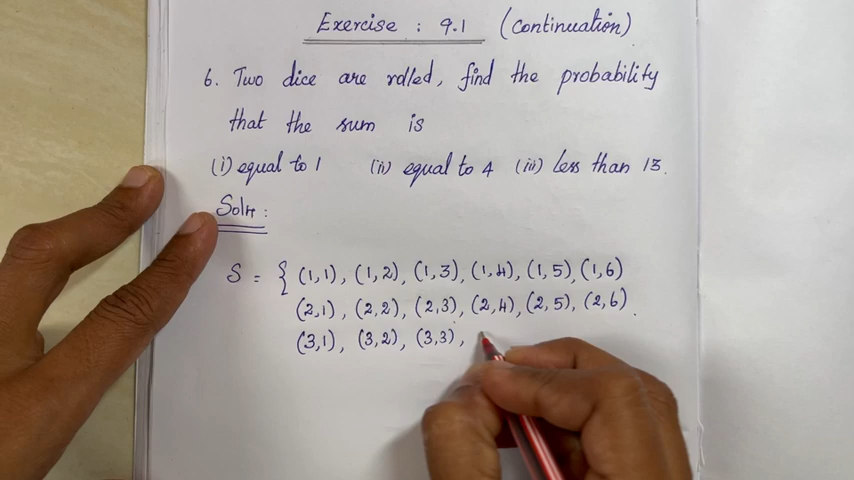 Exercise : 9.1 (Continuation)
6. Two dice are rolled, find the probability
that the sum is
(i) equal to 1 (ii) equal to 4 (iii) less than 13.
Soln :
S = { (1,1), (1,2), (1,3), (1,4), (1,5), (1,6)
(2,1), (2,2), (2,3), (2,4), (2,5), (2,6).
(3,1), (3,2), (3,3),